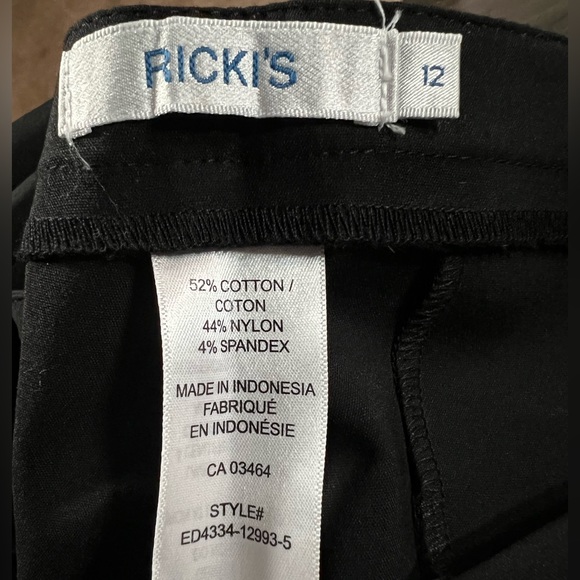 RICKI'S
12
52% COTTON /
COTON
44% NYLON
4% SPANDEX
MADE IN INDONESIA
FABRIQUÉ
EN INDONÉSIE
CA 03464
STYLE#
ED4334-12993-5